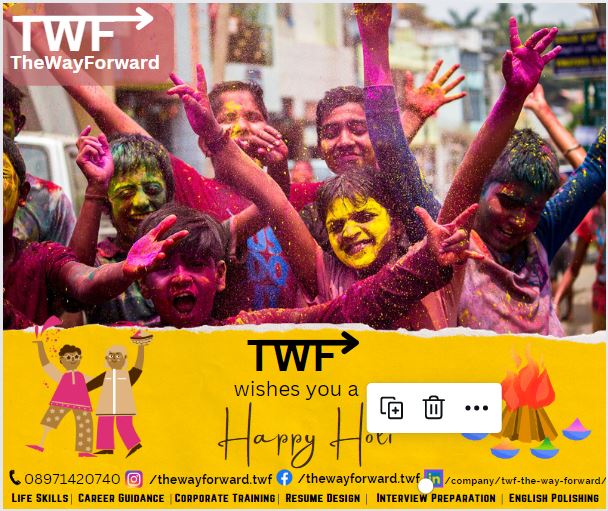 TWF
TheWayForward
TWF
wishes you a
Happy Holi
08971420740 /thewayforward.twf /thewayforward.twf in /company/twf-the-way-forward/
LIFE SKILLS | CAREER GUIDANCE | CORPORATE TRAINING | RESUME DESIGN | INTERVIEW PREPARATION | ENGLISH POLISHING